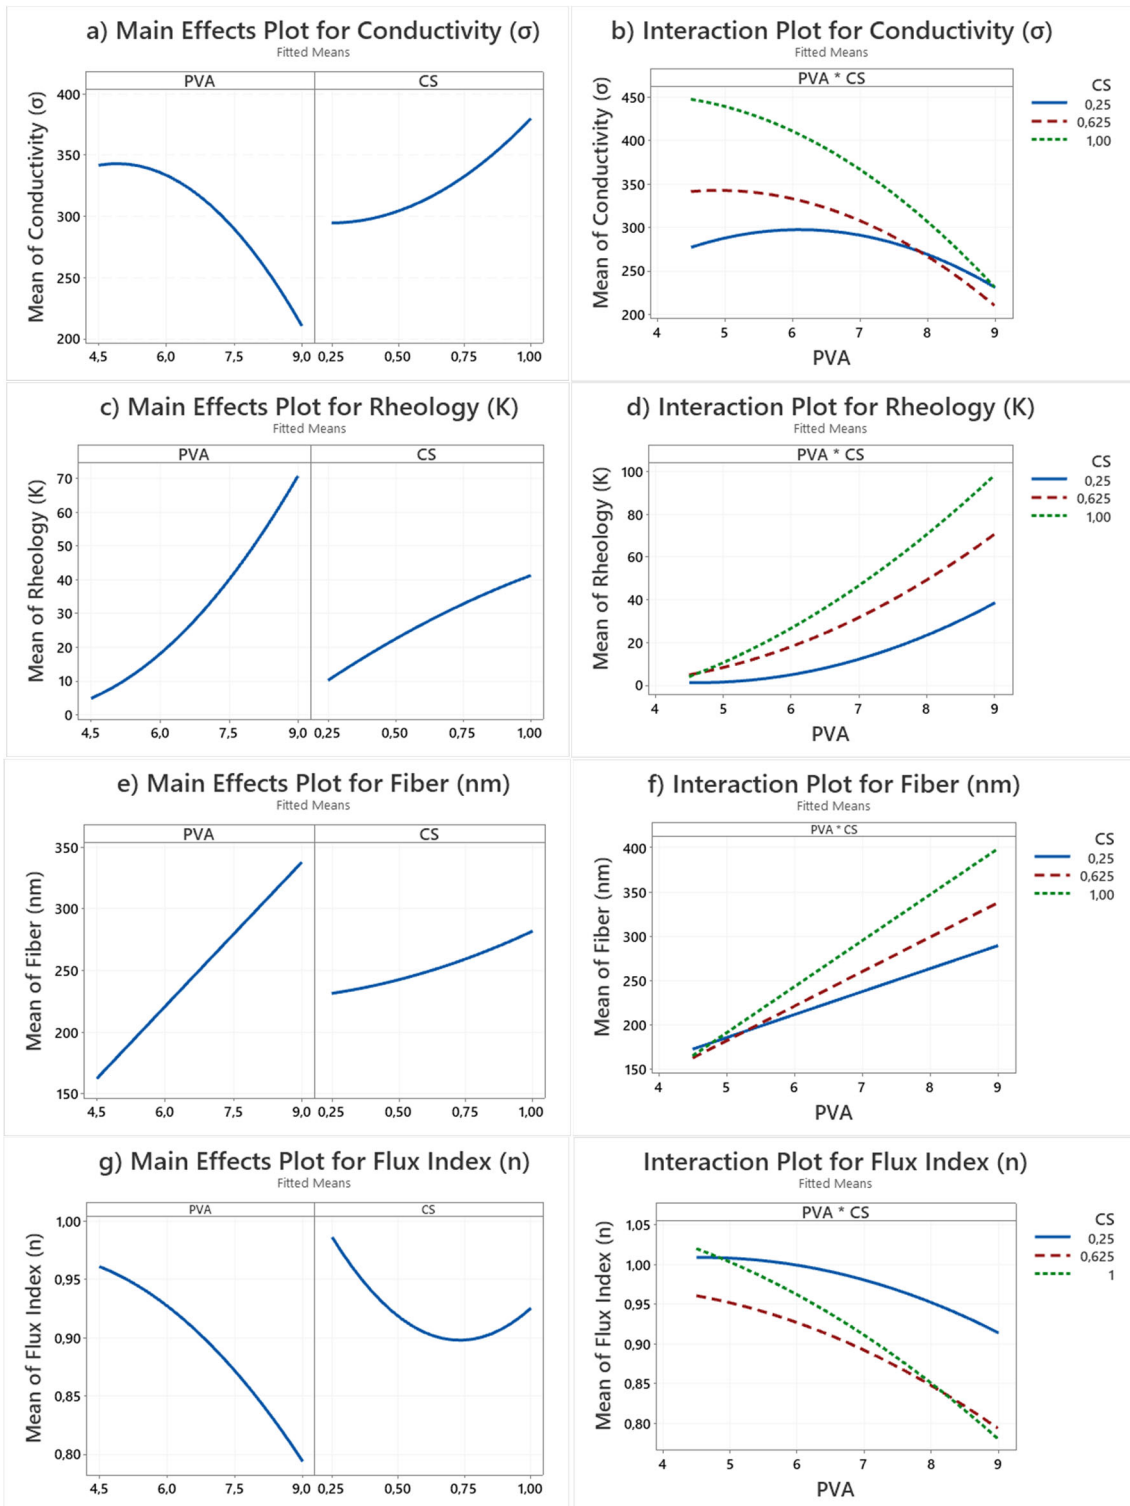 a) Main Effects Plot for Conductivity (σ)
Fitted Means
PVA CS
Mean of Conductivity (σ)
400
350
300
250
200
4,5 6,0 7,5 9,0 0,25 0,50 0,75 1,00
b) Interaction Plot for Conductivity (σ)
Fitted Means
PVA * CS
Mean of Conductivity (σ)
450
400
350
300
250
200
4 5 6 7 8 9
PVA
CS
0,25
0,625
1,00
c) Main Effects Plot for Rheology (K)
Fitted Means
PVA CS
Mean of Rheology (K)
70
60
50
40
30
20
10
0
4,5 6,0 7,5 9,0 0,25 0,50 0,75 1,00
d) Interaction Plot for Rheology (K)
Fitted Means
PVA * CS
Mean of Rheology (K)
100
80
60
40
20
0
4 5 6 7 8 9
PVA
CS
0,25
0,625
1,00
e) Main Effects Plot for Fiber (nm)
Fitted Means
PVA CS
Mean of Fiber (nm)
350
300
250
200
150
4,5 6,0 7,5 9,0 0,25 0,50 0,75 1,00
f) Interaction Plot for Fiber (nm)
Fitted Means
PVA * CS
Mean of Fiber (nm)
400
350
300
250
200
150
4 5 6 7 8 9
PVA
CS
0,25
0,625
1,00
g) Main Effects Plot for Flux Index (n)
Fitted Means
PVA CS
Mean of Flux Index (n)
1,00
0,95
0,90
0,85
0,80
4,5 6,0 7,5 9,0 0,25 0,50 0,75 1,00
Interaction Plot for Flux Index (n)
Fitted Means
PVA * CS
Mean of Flux Index (n)
1,05
1,00
0,95
0,90
0,85
0,80
4 5 6 7 8 9
PVA
CS
0,25
0,625
1